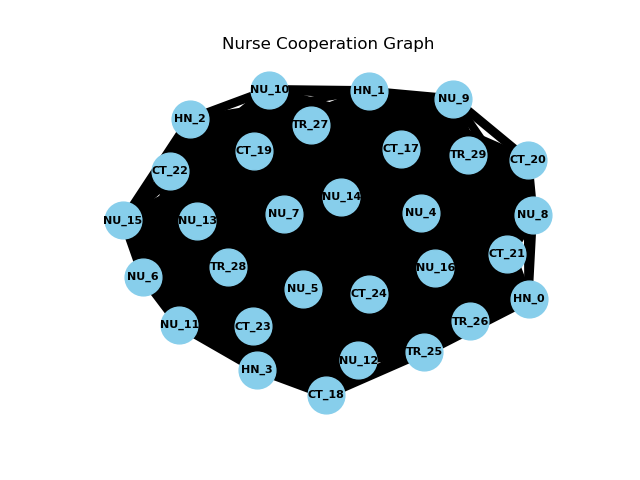 Nurse Cooperation Graph
NU_10
HN_1
NU_9
HN_2
TR_27
CT_19
CT_17
TR_29
CT_20
CT_22
NU_14
NU_15
NU_13
NU_7
NU_4
NU_8
CT_21
TR_28
NU_16
NU_6
NU_5
CT_24
HN_0
NU_11
CT_23
TR_26
NU_12
TR_25
HN_3
CT_18